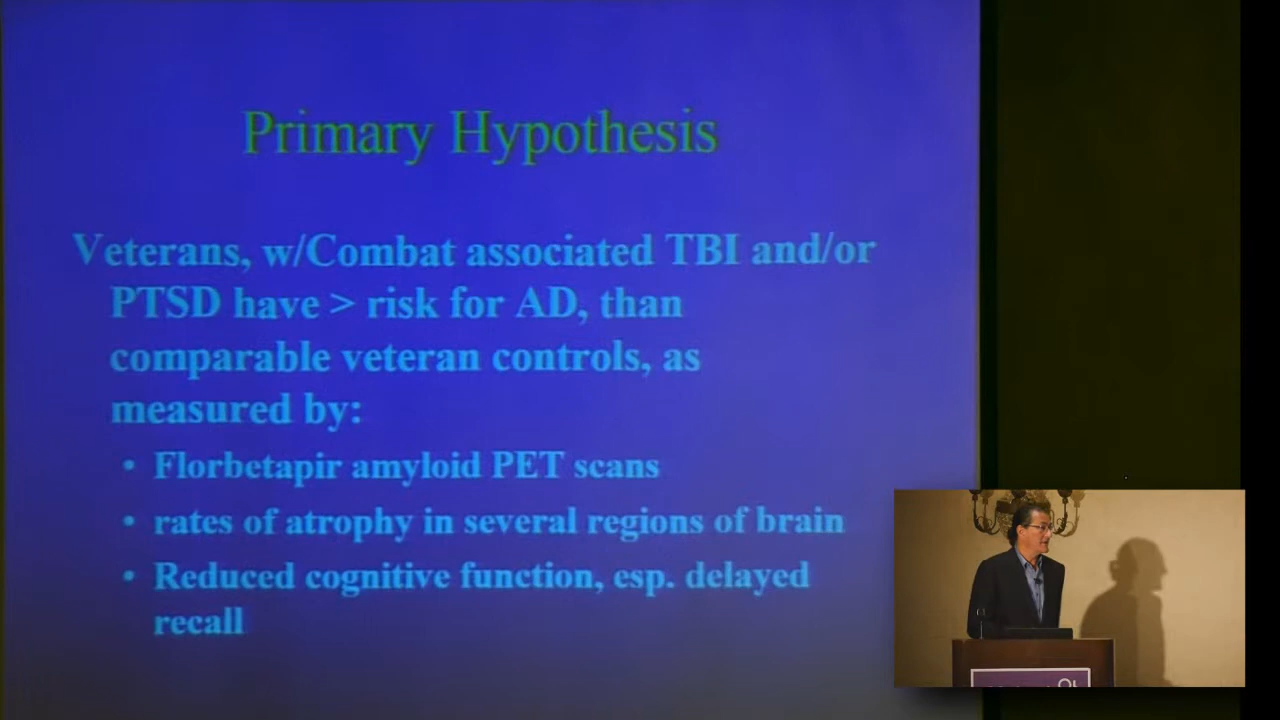 Primary Hypothesis
Veterans, w/Combat associated TBI and/or
PTSD have > risk for AD, than
comparable veteran controls, as
measured by:
• Florbetapir amyloid PET scans
• rates of atrophy in several regions of brain
• Reduced cognitive function, esp. delayed
recall